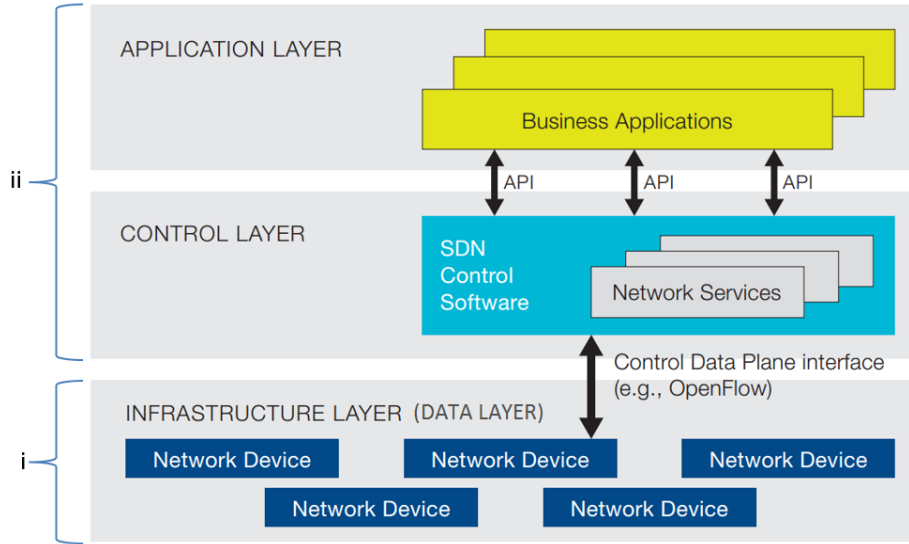 APPLICATION LAYER
Business Applications
ii
API API API
CONTROL LAYER
SDN
Control
Software
Network Services
Control Data Plane interface
(e.g., OpenFlow)
i
INFRASTRUCTURE LAYER (DATA LAYER)
Network Device Network Device Network Device
Network Device Network Device